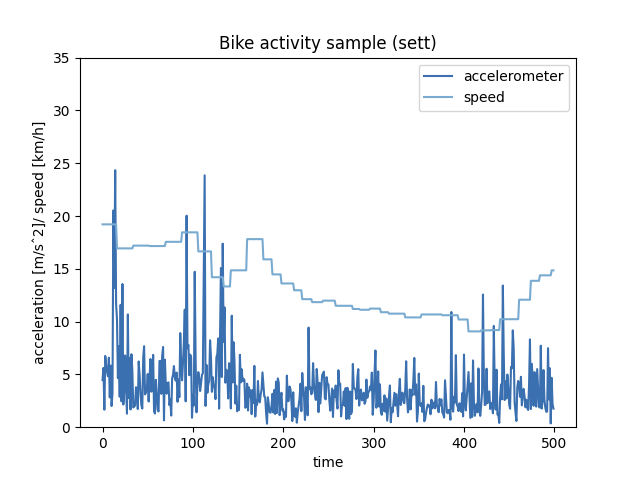 Bike activity sample (sett)
accelerometer
speed
acceleration [m/s^2]/ speed [km/h]
35
30
25
20
15
10
5
0
0 100 200 300 400 500
time